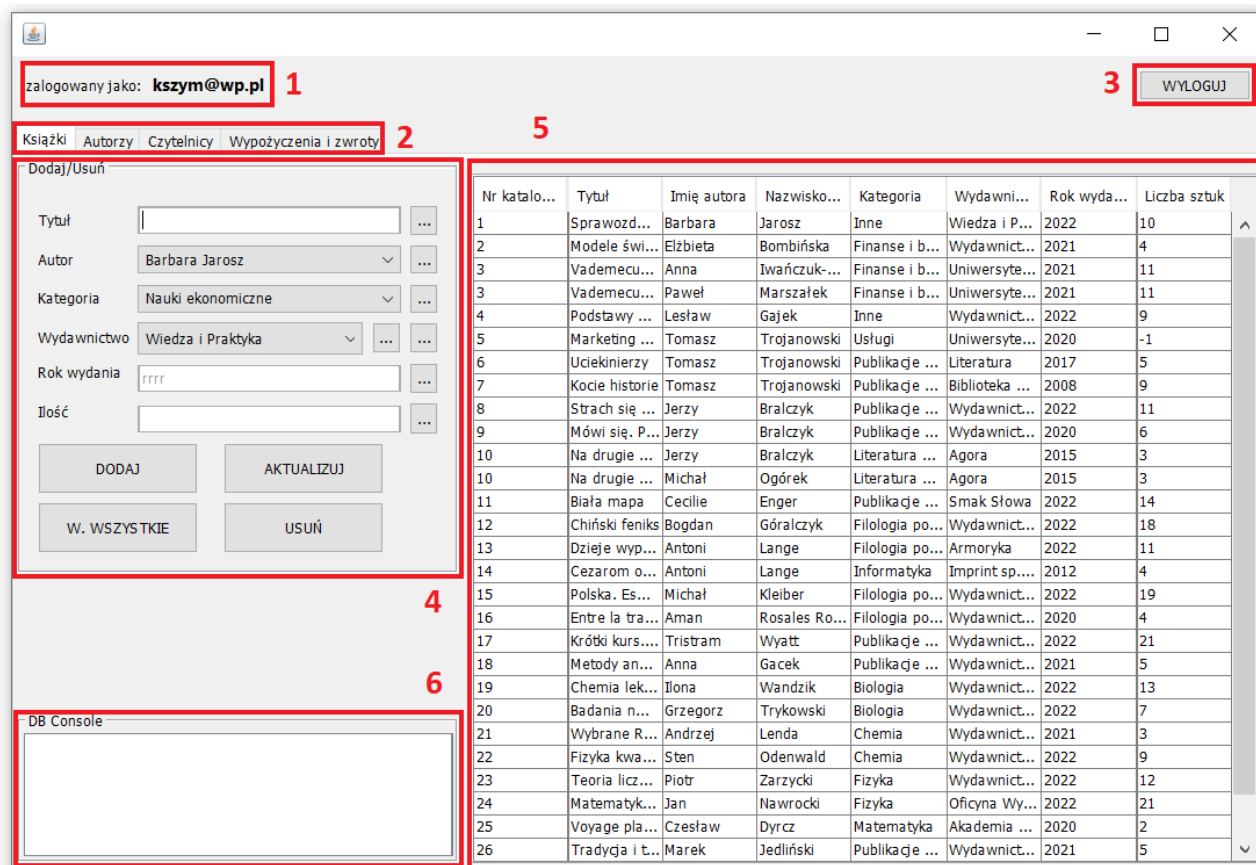 zalogowany jako: kszym@wp.pl 1 3 WYLOGUJ
Książki Autorzy Czytelnicy Wypożyczenia i zwroty 2 5
Dodaj/Usuń
Tytuł ...
Autor Barbara Jarosz ...
Kategoria Nauki ekonomiczne ...
Wydawnictwo Wiedza i Praktyka ... ...
Rok wydania rrrr ...
Ilość ...
DODAJ AKTUALIZUJ
W. WSZYSTKIE USUŃ
4
6
DB Console
Nr katalo... Tytuł Imię autora Nazwisko... Kategoria Wydawni... Rok wyda... Liczba sztuk
1 Sprawozd... Barbara Jarosz Inne Wiedza i P... 2022 10
2 Modele świ... Elżbieta Bombińska Finanse i b... Wydawnict... 2021 4
3 Vademecu... Anna Iwańczuk-... Finanse i b... Uniwersyte... 2021 11
3 Vademecu... Paweł Marszałek Finanse i b... Uniwersyte... 2021 11
4 Podstawy ... Lesław Gajek Inne Wydawnict... 2022 9
5 Marketing ... Tomasz Trojanowski Usługi Uniwersyte... 2020 -1
6 Uciekinierzy Tomasz Trojanowski Publikacje ... Literatura 2017 5
7 Kocie historie Tomasz Trojanowski Publikacje ... Biblioteka ... 2008 9
8 Strach się ... Jerzy Bralczyk Publikacje ... Wydawnict... 2022 11
9 Mówi się. P... Jerzy Bralczyk Publikacje ... Wydawnict... 2020 6
10 Na drugie ... Jerzy Bralczyk Literatura ... Agora 2015 3
10 Na drugie ... Michał Ogórek Literatura ... Agora 2015 3
11 Biała mapa Cecilie Enger Publikacje ... Smak Słowa 2022 14
12 Chiński feniks Bogdan Góralczyk Filologia po... Wydawnict... 2022 18
13 Dzieje wyp... Antoni Lange Filologia po... Armoryka 2022 11
14 Cezarom o... Antoni Lange Informatyka Imprint sp.... 2012 4
15 Polska. Es... Michał Kleiber Filologia po... Wydawnict... 2022 19
16 Entre la tra... Aman Rosales Ro... Filologia po... Wydawnict... 2020 4
17 Krótki kurs.... Tristram Wyatt Publikacje ... Wydawnict... 2022 21
18 Metody an... Anna Gacek Publikacje ... Wydawnict... 2021 5
19 Chemia lek... Ilona Wandzik Biologia Wydawnict... 2022 13
20 Badania n... Grzegorz Trykowski Biologia Wydawnict... 2022 7
21 Wybrane R... Andrzej Lenda Chemia Wydawnict... 2021 3
22 Fizyka kwa... Sten Odenwald Chemia Wydawnict... 2022 9
23 Teoria licz... Piotr Zarzycki Fizyka Wydawnict... 2022 12
24 Matematyk... Jan Nawrocki Fizyka Oficyna Wy... 2022 21
25 Voyage pla... Czesław Dyrcz Matematyka Akademia ... 2020 2
26 Tradycja i t... Marek Jedliński Publikacje ... Wydawnict... 2021 5